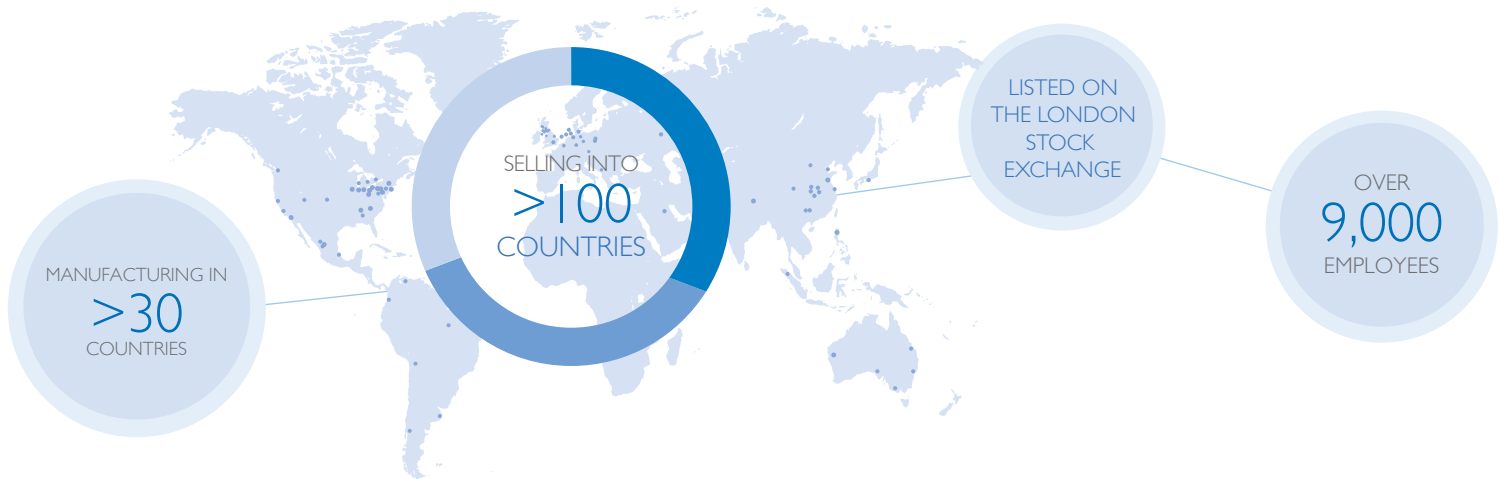 MANUFACTURING IN
>30
COUNTRIES
SELLING INTO
>100
COUNTRIES
LISTED ON
THE LONDON
STOCK
EXCHANGE
OVER
9,000
EMPLOYEES